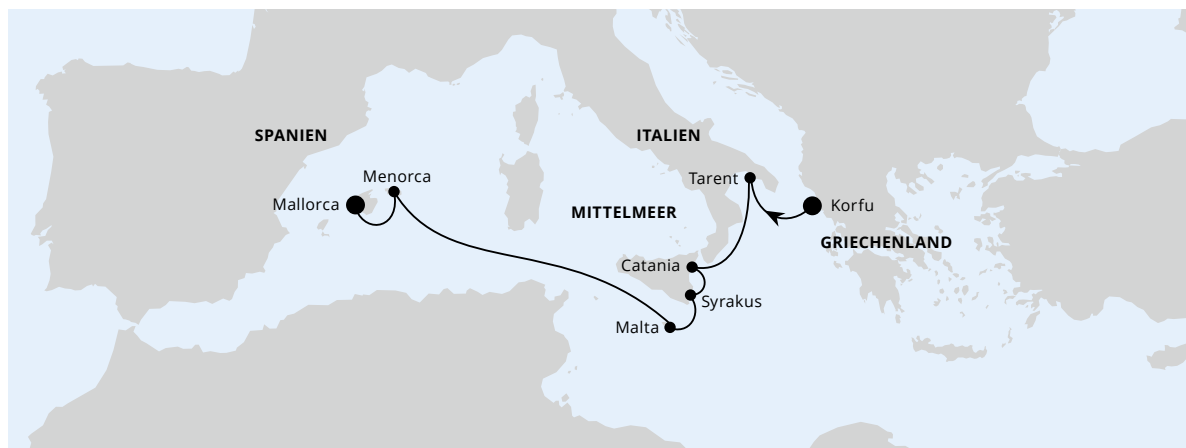 SPANIEN
ITALIEN
Menorca
Tarent
Mallorca
Korfu
MITTELMEER
GRIECHENLAND
Catania
Syrakus
Malta